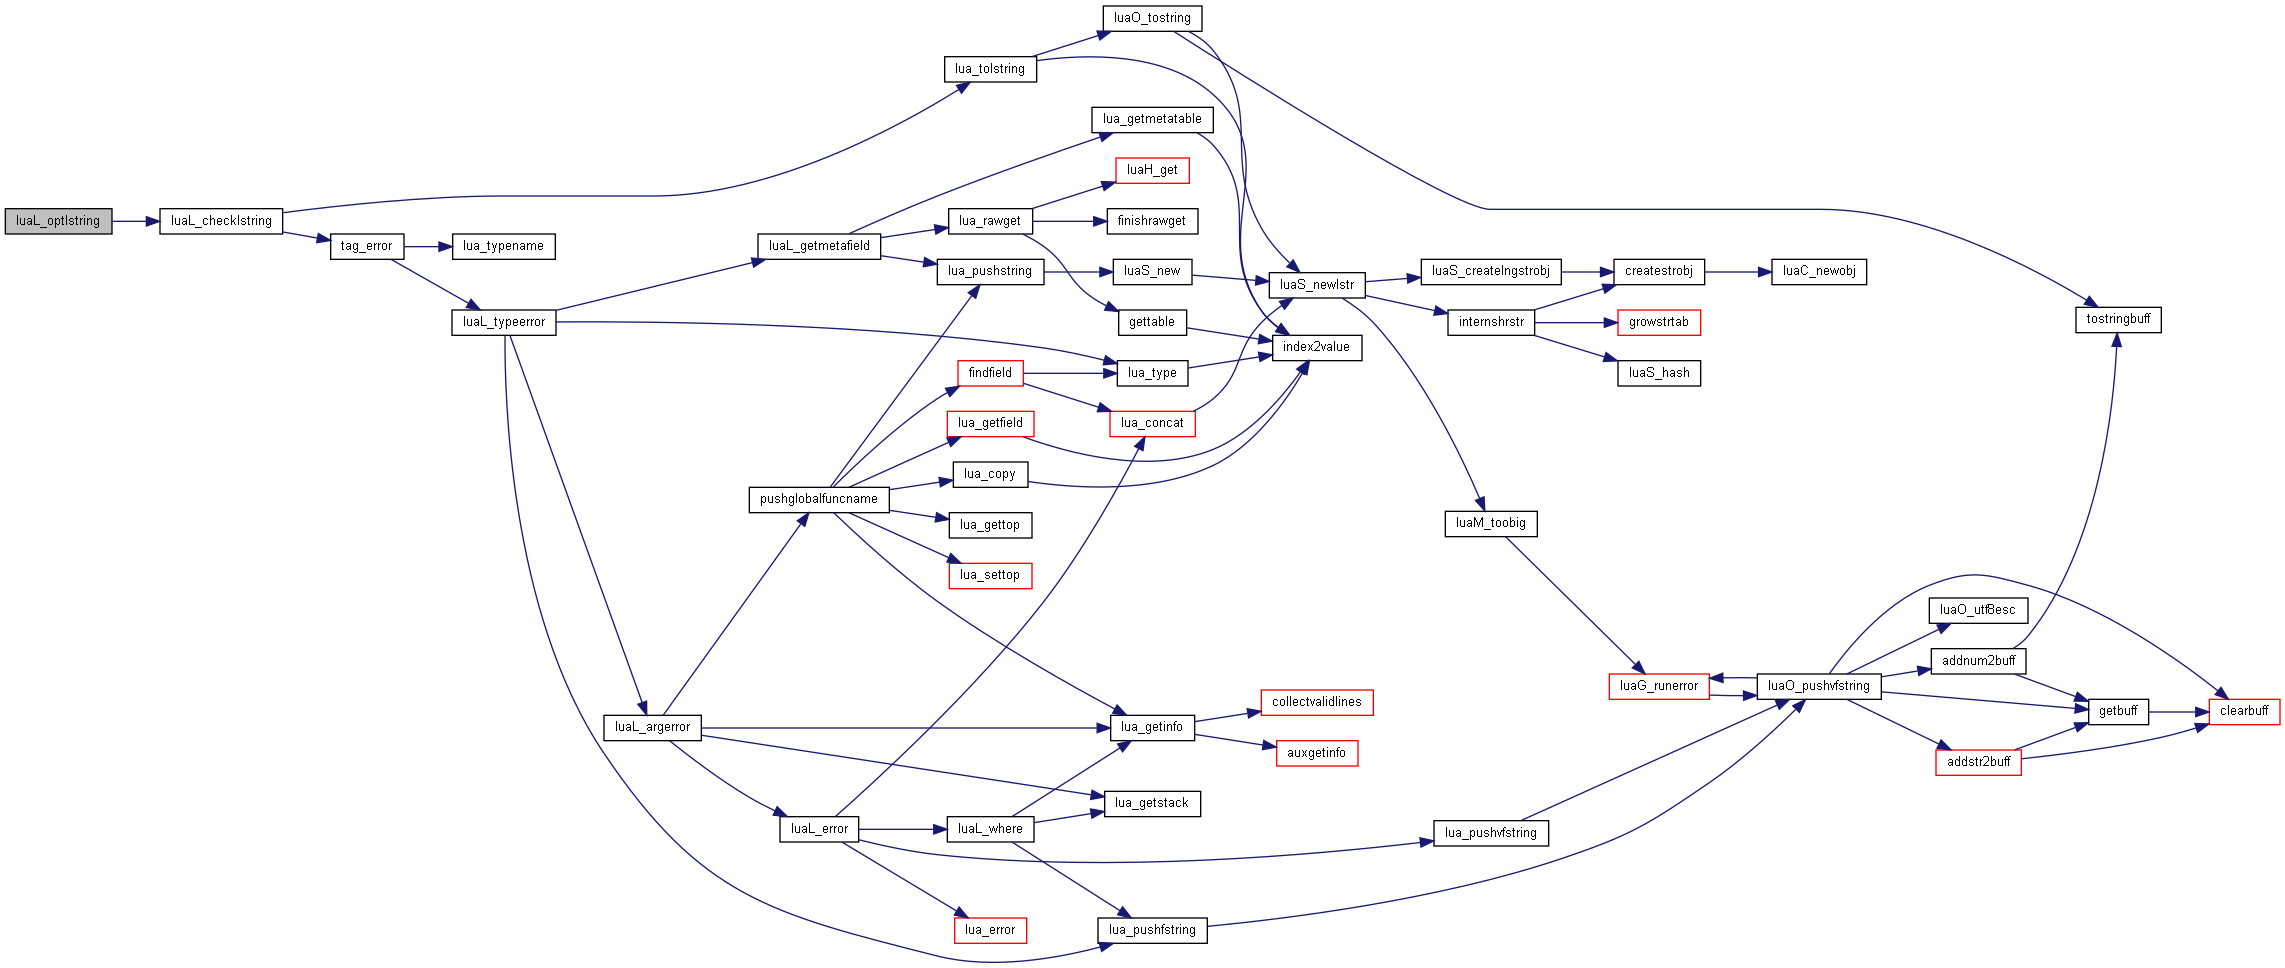 luaO_tostring
lua_tolstring
lua_getmetatable
luaH_get
luaL_optlstring
luaL_checklstring
lua_rawget
finishrawget
tag_error
lua_typename
luaL_getmetafield
lua_pushstring
luaS_new
luaS_newlstr
luaS_createlngstrobj
createstrobj
luaC_newobj
luaL_typeerror
gettable
internshrstr
growstrtab
tostringbuff
index2value
findfield
lua_type
luaS_hash
lua_getfield
lua_concat
lua_copy
pushglobalfuncname
lua_gettop
luaM_toobig
lua_settop
luaO_utf8esc
addnum2buff
luaG_runerror
luaO_pushvfstring
collectvalidlines
getbuff
clearbuff
luaL_argerror
lua_getinfo
auxgetinfo
addstr2buff
lua_getstack
luaL_error
luaL_where
lua_pushvfstring
lua_error
lua_pushfstring